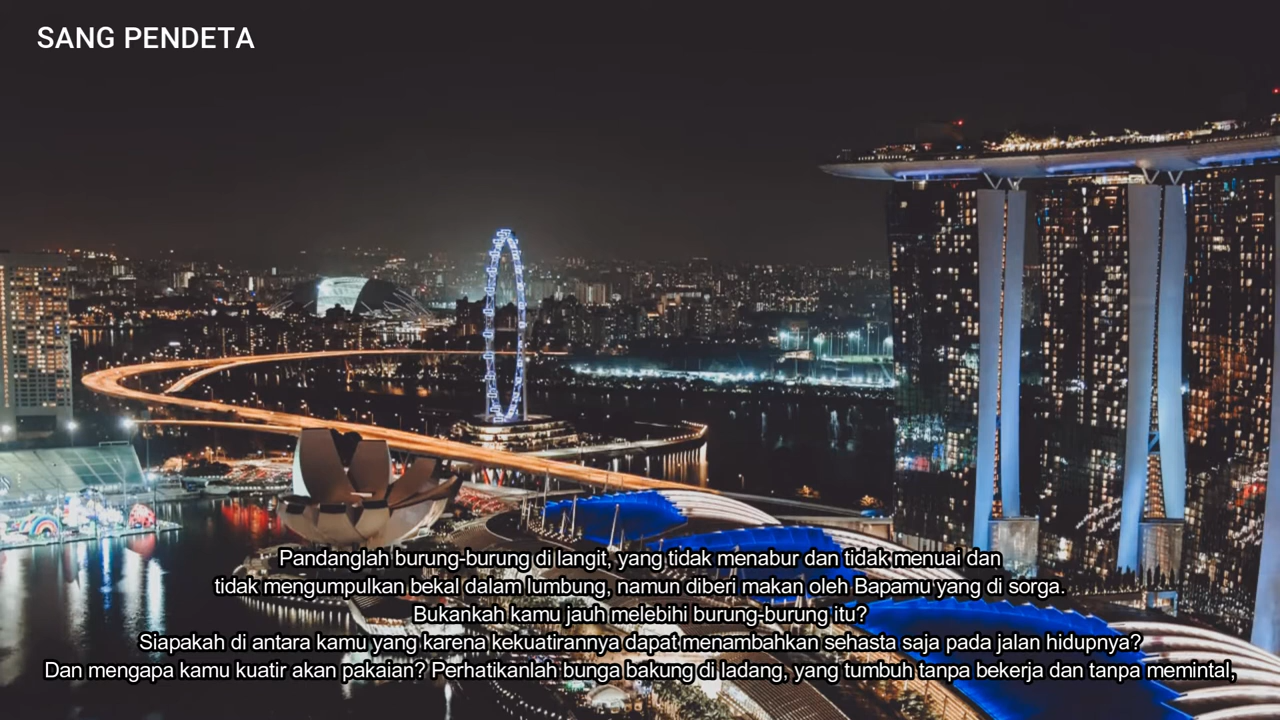 SANG PENDETA
Pandanglah burung-burung di langit, yang tidak menabur dan tidak menuai dan
tidak mengumpulkan bekal dalam lumbung, namun diberi makan oleh Bapamu yang di sorga.
Bukankah kamu jauh melebihi burung-burung itu?
Siapakah di antara kamu yang karena kekuatirannya dapat menambahkan sehasta saja pada jalan hidupnya?
Dan mengapa kamu kuatir akan pakaian? Perhatikanlah bunga bakung di ladang, yang tumbuh tanpa bekerja dan tanpa memintal,